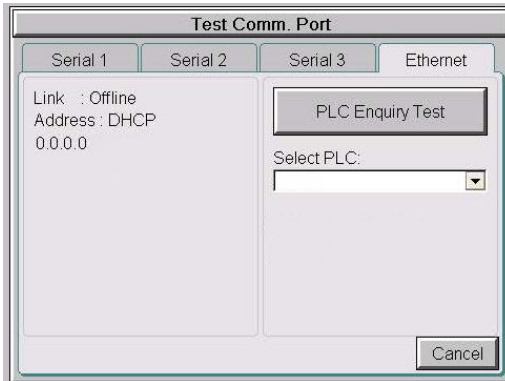 Test Comm. Port
Serial 1 Serial 2 Serial 3 Ethernet
Link : Offline
Address : DHCP
0.0.0.0
PLC Enquiry Test
Select PLC:
Cancel